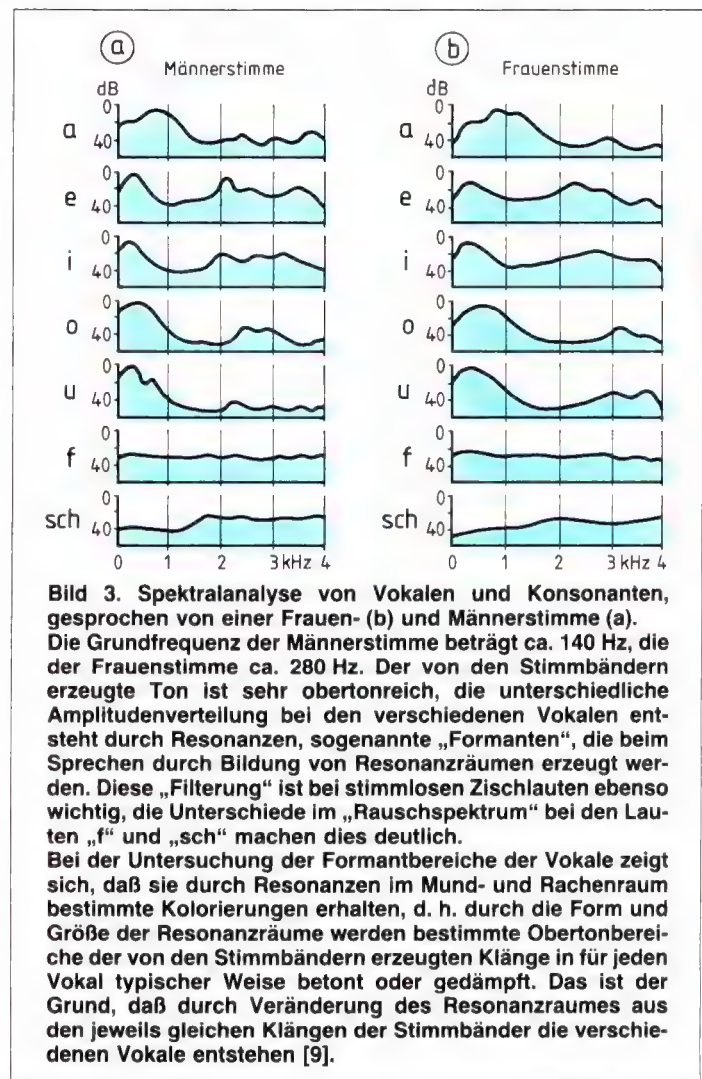 a b
Männerstimme Frauenstimme
dB dB
a 0 40 a 0 40
e 0 40 e 0 40
i 0 40 i 0 40
o 0 40 o 0 40
u 0 40 u 0 40
f 0 40 f 0 40
sch 0 40 sch 0 40
0 1 2 3 kHz 4 0 1 2 3 kHz 4
Bild 3. Spektralanalyse von Vokalen und Konsonanten,
gesprochen von einer Frauen- (b) und Männerstimme (a).
Die Grundfrequenz der Männerstimme beträgt ca. 140 Hz, die
der Frauenstimme ca. 280 Hz. Der von den Stimmbändern
erzeugte Ton ist sehr obertonreich, die unterschiedliche
Amplitudenverteilung bei den verschiedenen Vokalen ent-
steht durch Resonanzen, sogenannte „Formanten“, die beim
Sprechen durch Bildung von Resonanzräumen erzeugt wer-
den. Diese „Filterung“ ist bei stimmlosen Zischlauten ebenso
wichtig, die Unterschiede im „Rauschspektrum“ bei den Lau-
ten „f“ und „sch“ machen dies deutlich.
Bei der Untersuchung der Formantbereiche der Vokale zeigt
sich, daß sie durch Resonanzen im Mund- und Rachenraum
bestimmte Kolorierungen erhalten, d. h. durch die Form und
Größe der Resonanzräume werden bestimmte Obertonberei-
che der von den Stimmbändern erzeugten Klänge in für jeden
Vokal typischer Weise betont oder gedämpft. Das ist der
Grund, daß durch Veränderung des Resonanzraumes aus
den jeweils gleichen Klängen der Stimmbänder die verschie-
denen Vokale entstehen [9].